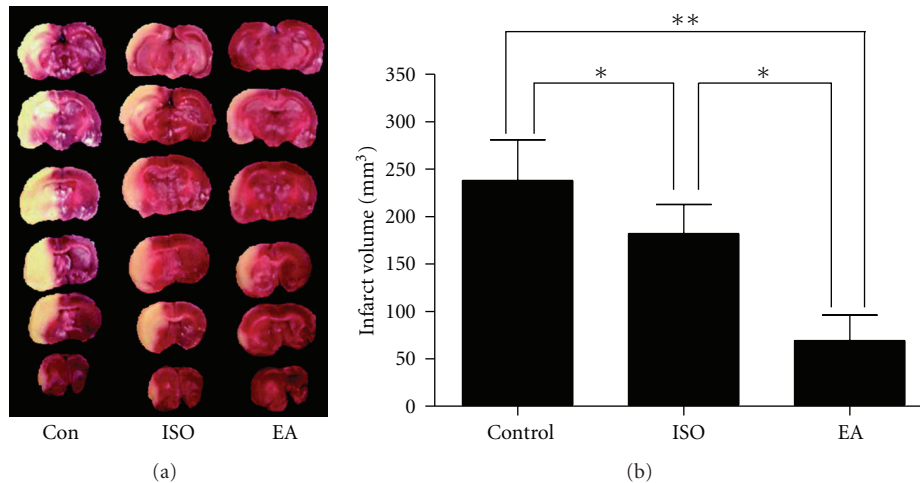 Con ISO EA
(a)
**
* *
350
300
250
200
150
100
50
0
Infarct volume (mm³)
Control ISO EA
(b)